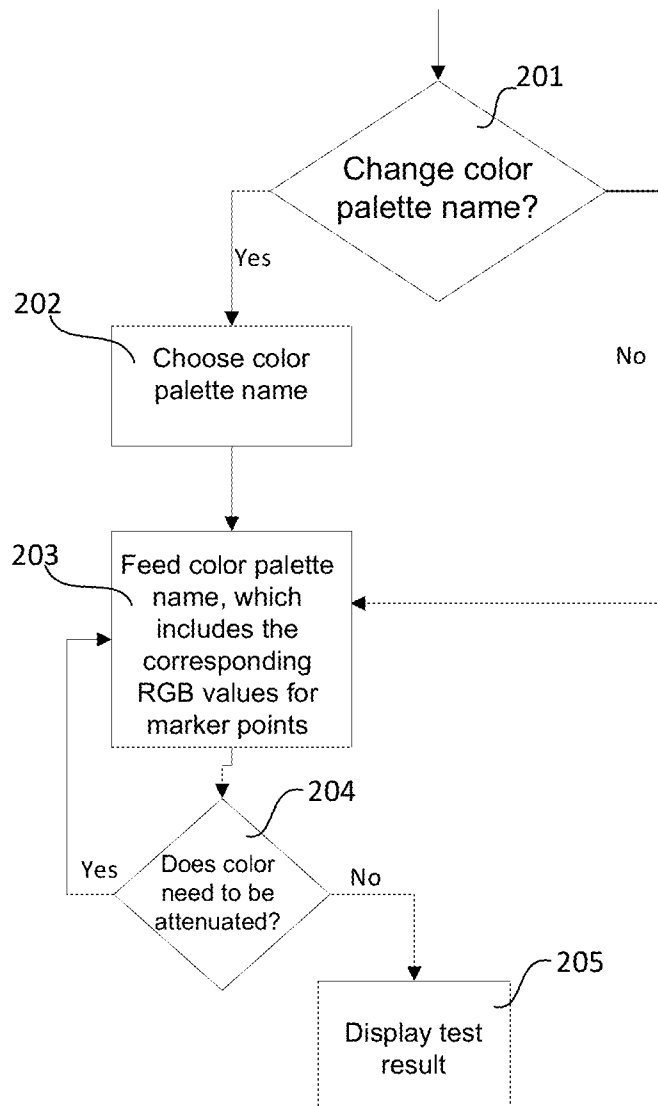 201
Change color
palette name?
Yes
202
No
Choose color
palette name
203
Feed color palette
name, which
includes the
corresponding
RGB values for
marker points
204
Yes
Does color
need to be
attenuated?
No
205
Display test
result